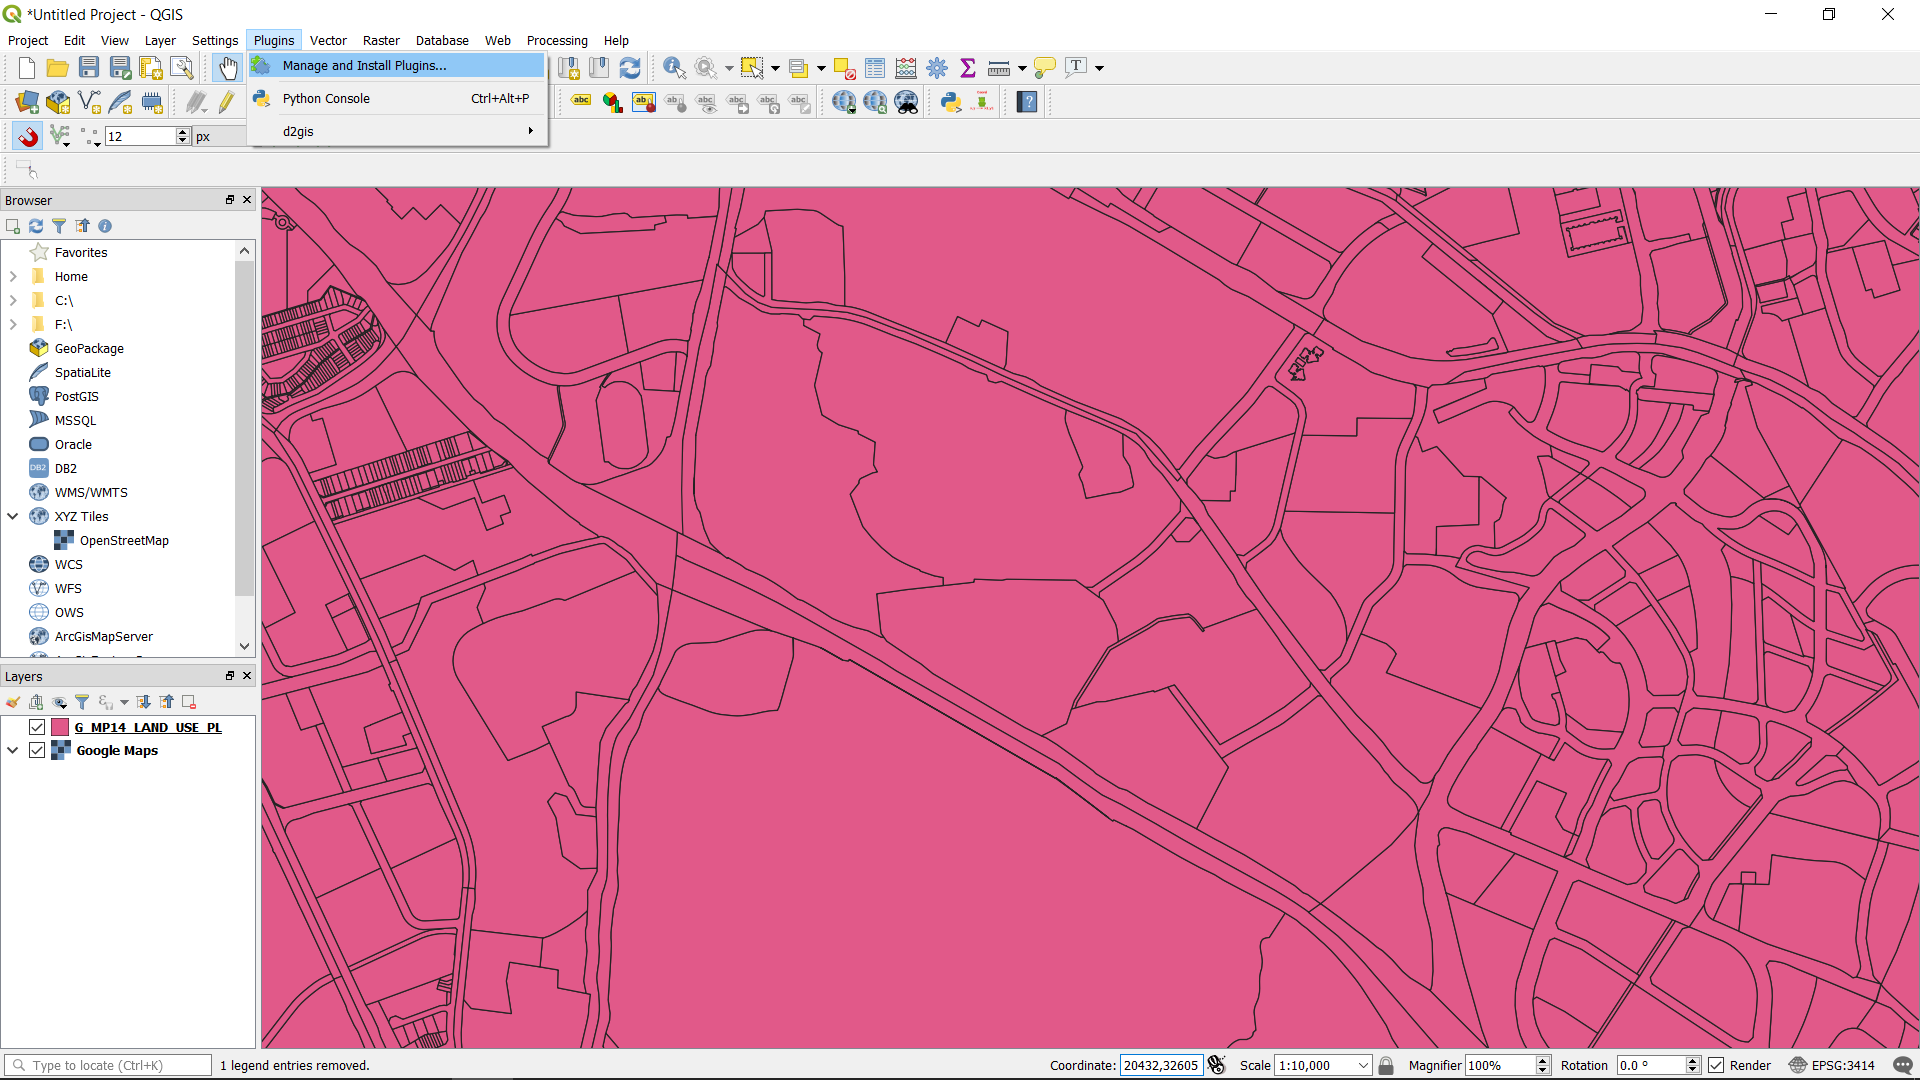 *Untitled Project - QGIS
Project Edit View Layer Settings Plugins Vector Raster Database Web Processing Help
Manage and Install Plugins...
Python Console Ctrl+Alt+P
d2gis
abc
12 px
Browser
Favorites
Home
C:\
F:\
GeoPackage
SpatiaLite
PostGIS
MSSQL
Oracle
DB2 DB2
WMS/WMTS
XYZ Tiles
OpenStreetMap
WCS
WFS
OWS
ArcGisMapServer
Layers
G_MP14_LAND_USE_PL
Google Maps
Type to locate (Ctrl+K) 1 legend entries removed. Coordinate: 20432,32605 Scale 1:10,000 Magnifier 100% Rotation 0.0 ° Render EPSG:3414